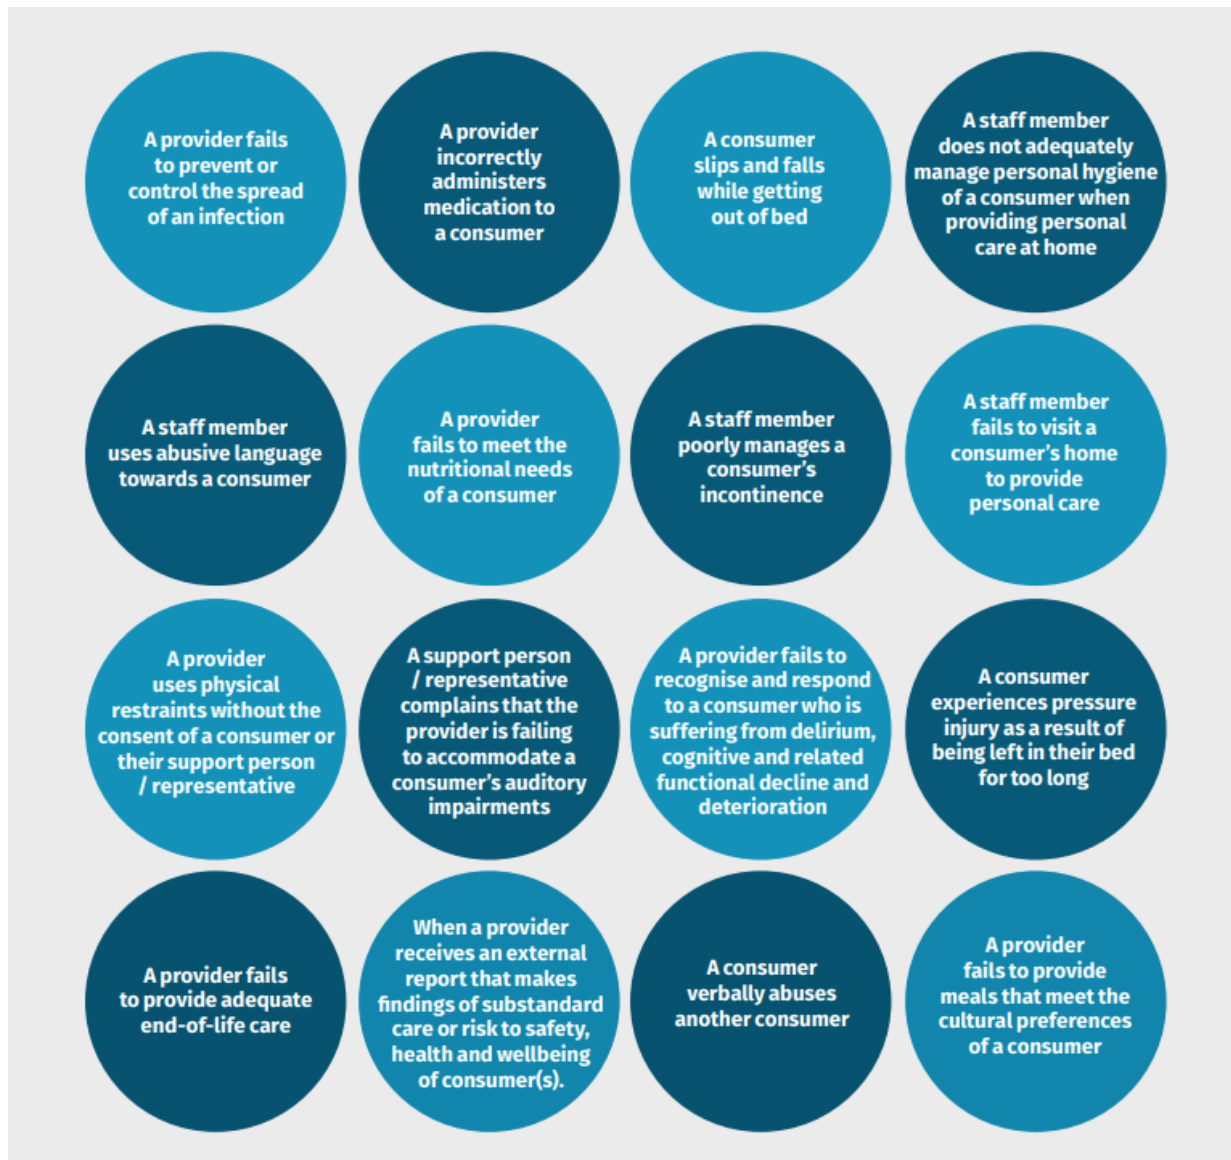 A provider fails
to prevent or
control the spread
of an infection
A provider
incorrectly
administers
medication to
a consumer
A consumer
slips and falls
while getting
out of bed
A staff member
does not adequately
manage personal hygiene
of a consumer when
providing personal
care at home
A staff member
uses abusive language
towards a consumer
A provider
fails to meet the
nutritional needs
of a consumer
A staff member
poorly manages a
consumer's
incontinence
A staff member
fails to visit a
consumer's home
to provide
personal care
A provider
uses physical
restraints without the
consent of a consumer or
their support person
/ representative
A support person
/ representative
complains that the
provider is failing
to accommodate a
consumer's auditory
impairments
A provider fails to
recognise and respond
to a consumer who is
suffering from delirium,
cognitive and related
functional decline and
deterioration
A consumer
experiences pressure
injury as a result of
being left in their bed
for too long
A provider fails
to provide adequate
end-of-life care
When a provider
receives an external
report that makes
findings of substandard
care or risk to safety,
health and wellbeing
of consumer(s).
A consumer
verbally abuses
another consumer
A provider
fails to provide
meals that meet the
cultural preferences
of a consumer